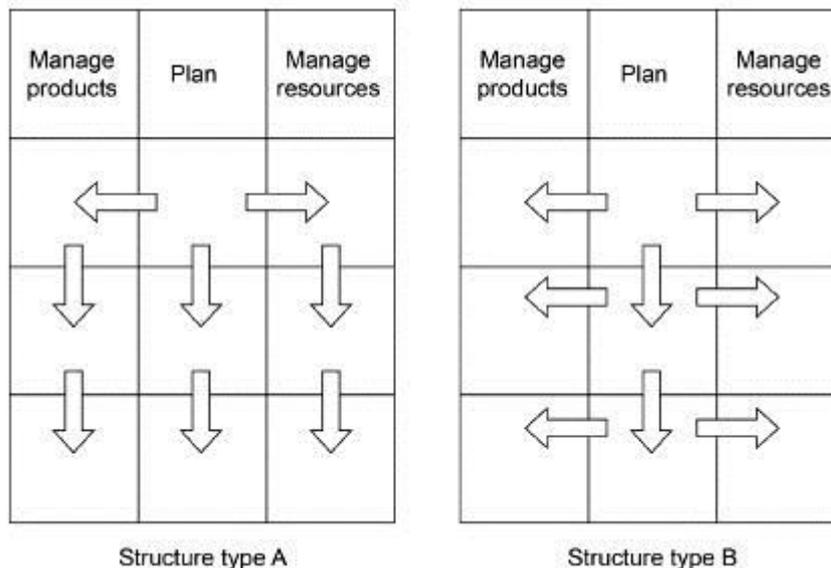 Manage
products
Plan
Manage
resources
Manage
products
Plan
Manage
resources
Structure type A
Structure type B